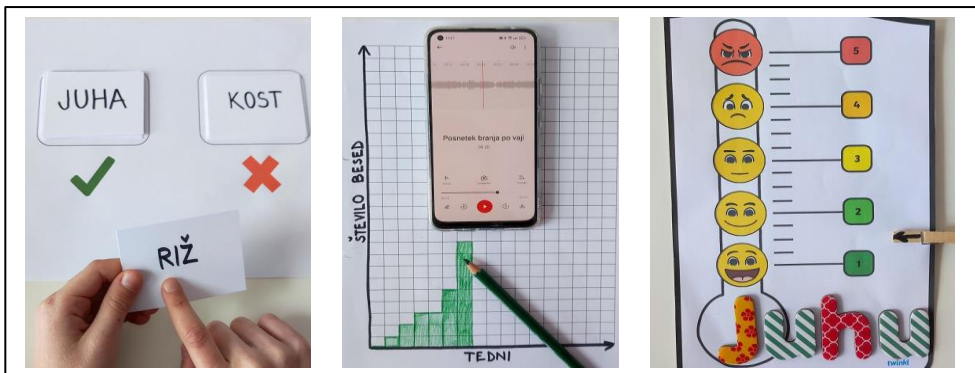 JUHA
KOST
RIŽ
ŠTEVILO BESED
Posnetek branja po vaji
TEDNI
5
4
3
2
1
Juhu
twinkl